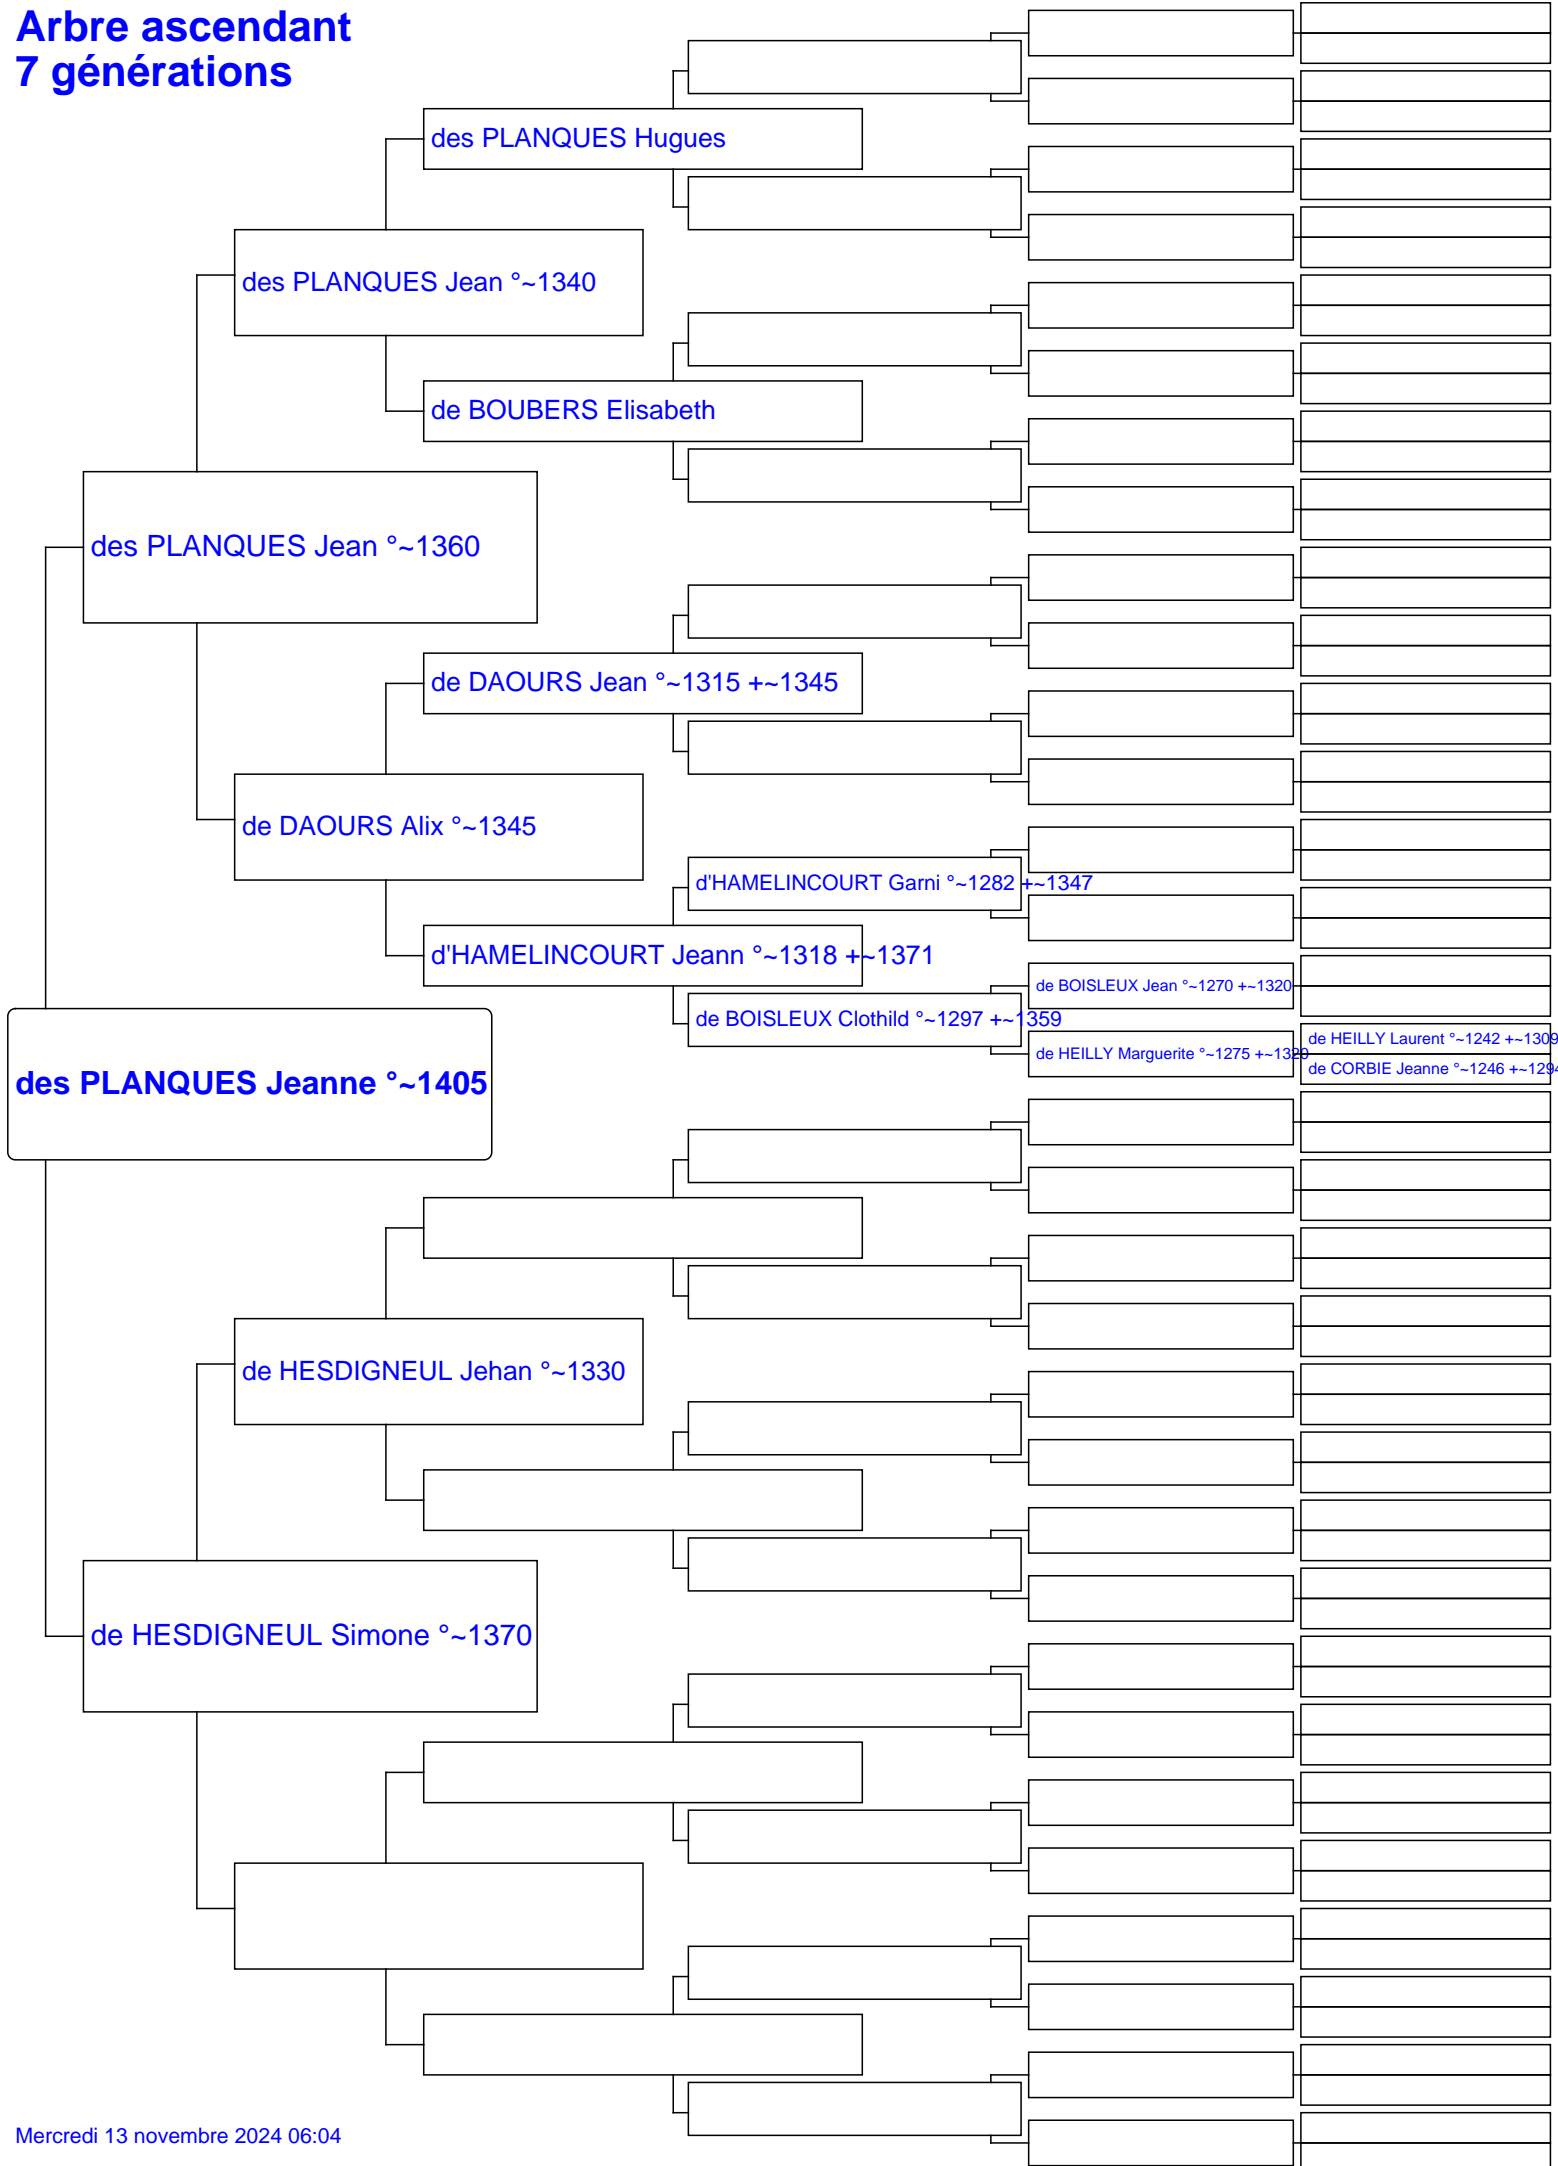 Arbre ascendant
7 générations
des PLANQUES Hugues
des PLANQUES Jean °~1340
de BOUBERS Elisabeth
des PLANQUES Jean °~1360
de DAOURS Jean °~1315 +~1345
de DAOURS Alix °~1345
d'HAMELINCOURT Garni °~1282 +~1347
d'HAMELINCOURT Jeann °~1318 +~1371
de BOISLEUX Jean °~1270 +~1320
de BOISLEUX Clothild °~1297 +~1359
de HEILLY Laurent °~1242 +~1309
de HEILLY Marguerite °~1275 +~1320
de CORBIE Jeanne °~1246 +~1294
des PLANQUES Jeanne °~1405
de HESDIGNEUL Jehan °~1330
de HESDIGNEUL Simone °~1370
Mercredi 13 novembre 2024 06:04